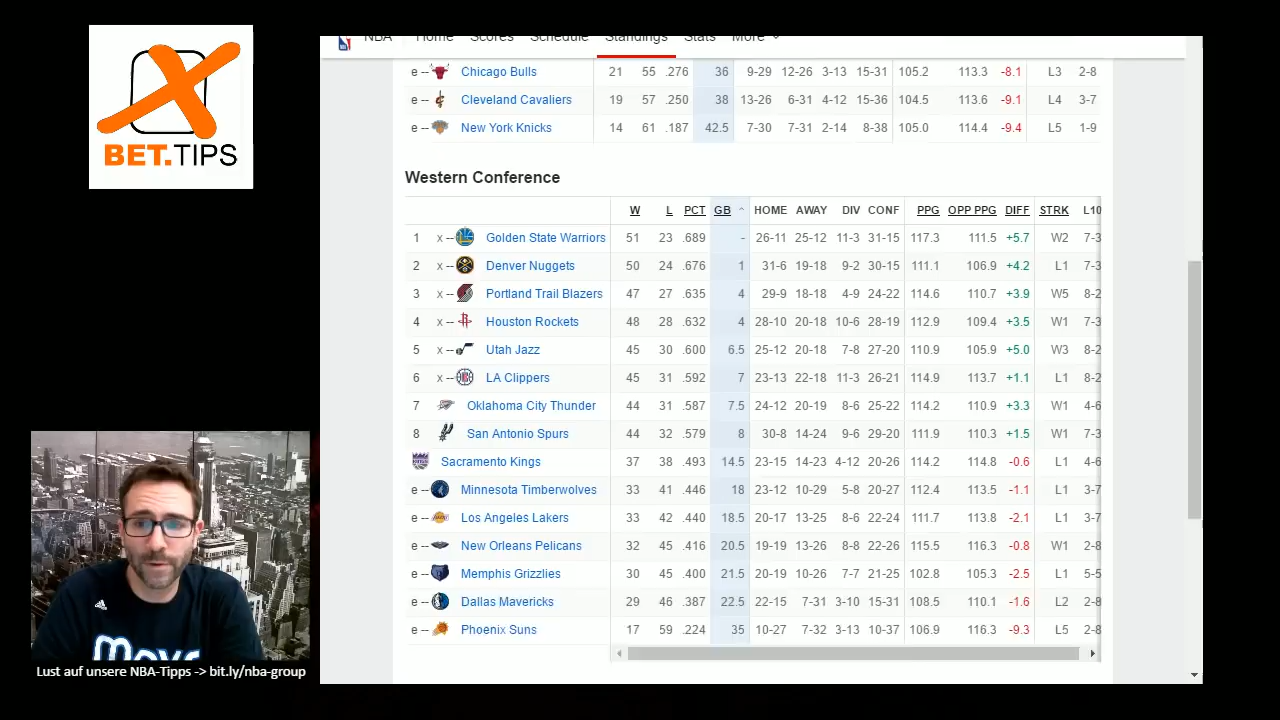 NBA Home Scores Schedule Standings Stats More
e -- Chicago Bulls 21 55 .276 36 9-29 12-26 3-13 15-31 105.2 113.3 -8.1 L3 2-8
e -- Cleveland Cavaliers 19 57 .250 38 13-26 6-31 4-12 15-36 104.5 113.6 -9.1 L4 3-7
e -- New York Knicks 14 61 .187 42.5 7-30 7-31 2-14 8-38 105.0 114.4 -9.4 L5 1-9
BET.TIPS
Western Conference
W L PCT GB HOME AWAY DIV CONF PPG OPP PPG DIFF STRK L10
1 x -- Golden State Warriors 51 23 .689 - 26-11 25-12 11-3 31-15 117.3 111.5 +5.7 W2 7-3
2 x -- Denver Nuggets 50 24 .676 1 31-6 19-18 9-2 30-15 111.1 106.9 +4.2 L1 7-3
3 x -- Portland Trail Blazers 47 27 .635 4 29-9 18-18 4-9 24-22 114.6 110.7 +3.9 W5 8-2
4 x -- Houston Rockets 48 28 .632 4 28-10 20-18 10-6 28-19 112.9 109.4 +3.5 W1 7-3
5 x -- Utah Jazz 45 30 .600 6.5 25-12 20-18 7-8 27-20 110.9 105.9 +5.0 W3 8-2
6 x -- LA Clippers 45 31 .592 7 23-13 22-18 11-3 26-21 114.9 113.7 +1.1 L1 8-2
7 Oklahoma City Thunder 44 31 .587 7.5 24-12 20-19 8-6 25-22 114.2 110.9 +3.3 W1 4-6
8 San Antonio Spurs 44 32 .579 8 30-8 14-24 9-6 29-20 111.9 110.3 +1.5 W1 7-3
Sacramento Kings 37 38 .493 14.5 23-15 14-23 4-12 20-26 114.2 114.8 -0.6 L1 4-6
e -- Minnesota Timberwolves 33 41 .446 18 23-12 10-29 5-8 20-27 112.4 113.5 -1.1 L1 3-7
e -- Los Angeles Lakers 33 42 .440 18.5 20-17 13-25 8-6 22-24 111.7 113.8 -2.1 L1 3-7
e -- New Orleans Pelicans 32 45 .416 20.5 19-19 13-26 8-8 22-26 115.5 116.3 -0.8 W1 2-8
e -- Memphis Grizzlies 30 45 .400 21.5 20-19 10-26 7-7 21-25 102.8 105.3 -2.5 L1 5-5
e -- Dallas Mavericks 29 46 .387 22.5 22-15 7-31 3-10 15-31 108.5 110.1 -1.6 L2 2-8
e -- Phoenix Suns 17 59 .224 35 10-27 7-32 3-13 10-37 106.9 116.3 -9.3 L5 2-8
Lust auf unsere NBA-Tipps -> bit.ly/nba-group